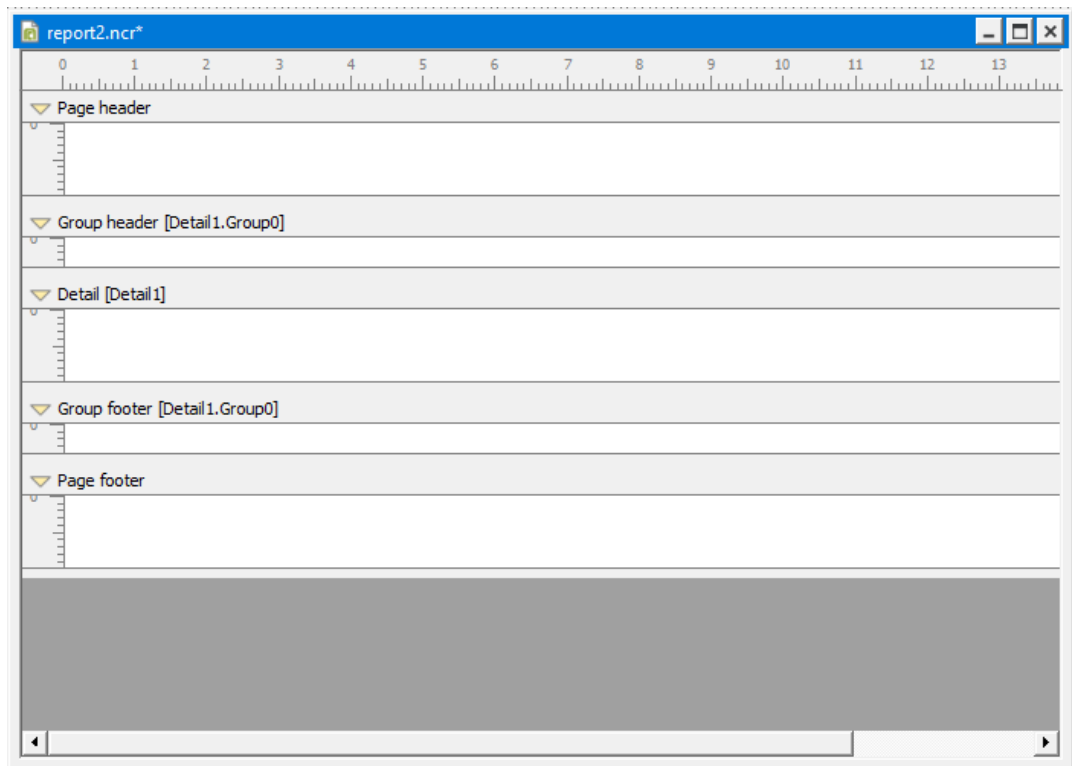 report2.ncr*
0 1 2 3 4 5 6 7 8 9 10 11 12 13
Page header
0
Group header [Detail1.Group0]
0
Detail [Detail1]
0
Group footer [Detail1.Group0]
0
Page footer
0